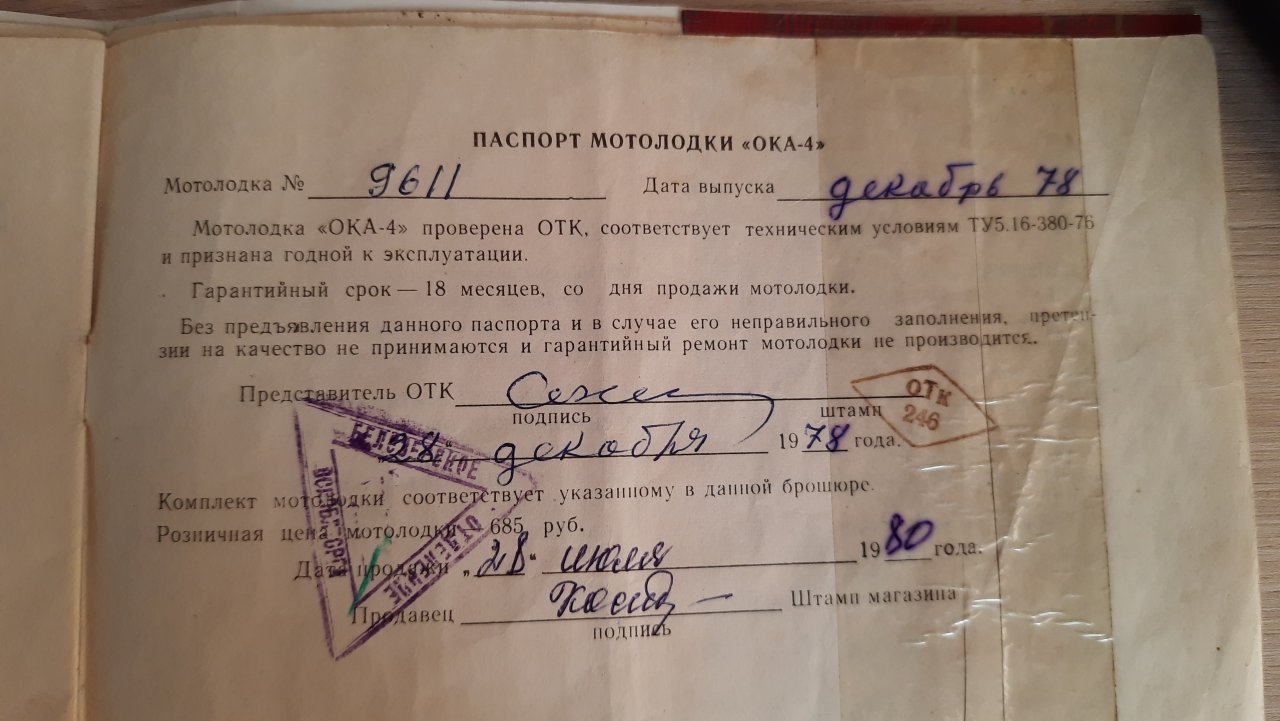 ПАСПОРТ МОТОЛОДКИ «ОКА-4»
Мотолодка № 9611 Дата выпуска декабрь 78
Мотолодка «ОКА-4» проверена ОТК, соответствует техническим условиям ТУ5.16-380-76
и признана годной к эксплуатации.
Гарантийный срок — 18 месяцев, со дня продажи мотолодки.
Без предъявления данного паспорта и в случае его неправильного заполнения, претен-
зии на качество не принимаются и гарантийный ремонт мотолодки не производится.
Представитель ОТК
подпись штамп
ОТК
246
28 декабря 1978 года.
Комплект мотолодки соответствует указанному в данной брошюре.
Розничная цена мотолодки 685 руб.
Дата продажи „28“ июля 1980 года.
Продавец Штамп магазина
подпись
ОТДЕЛЕНИЕ